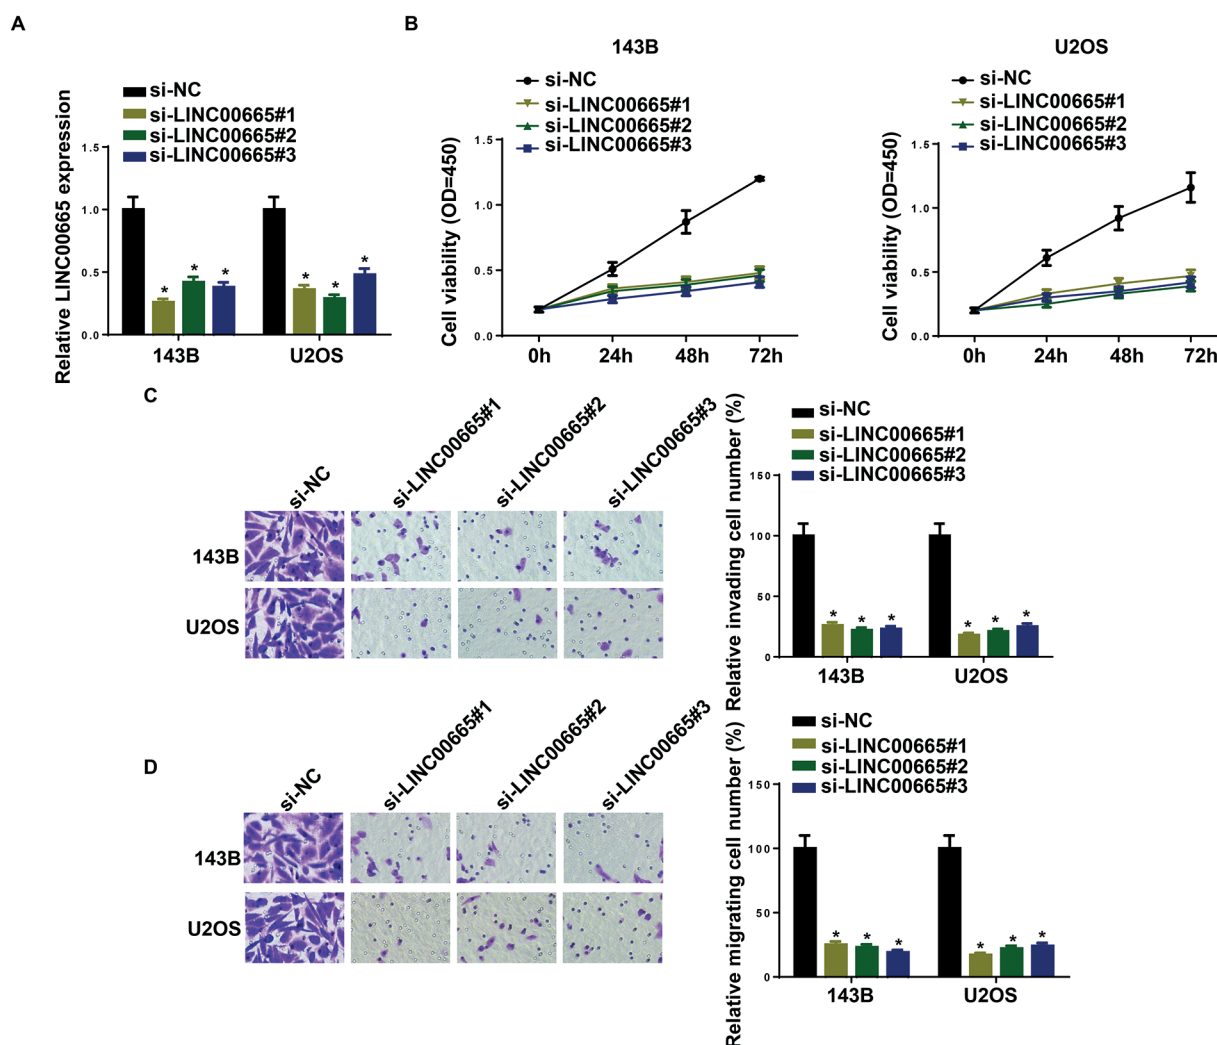 A
Relative LINC00665 expression
si-NC
si-LINC00665#1
si-LINC00665#2
si-LINC00665#3
1.5
1.0
0.5
0.0
*
*
*
*
*
*
143B
U2OS
B
143B
Cell viability (OD=450)
si-NC
si-LINC00665#1
si-LINC00665#2
si-LINC00665#3
1.5
1.0
0.5
0.0
0h
24h
48h
72h
U2OS
Cell viability (OD=450)
si-NC
si-LINC00665#1
si-LINC00665#2
si-LINC00665#3
1.5
1.0
0.5
0.0
0h
24h
48h
72h
C
si-NC
si-LINC00665#1
si-LINC00665#2
si-LINC00665#3
143B
U2OS
Relative invading cell number (%)
si-NC
si-LINC00665#1
si-LINC00665#2
si-LINC00665#3
150
100
50
0
*
*
*
*
*
*
143B
U2OS
D
si-NC
si-LINC00665#1
si-LINC00665#2
si-LINC00665#3
143B
U2OS
Relative migrating cell number (%)
si-NC
si-LINC00665#1
si-LINC00665#2
si-LINC00665#3
150
100
50
0
*
*
*
*
*
*
143B
U2OS